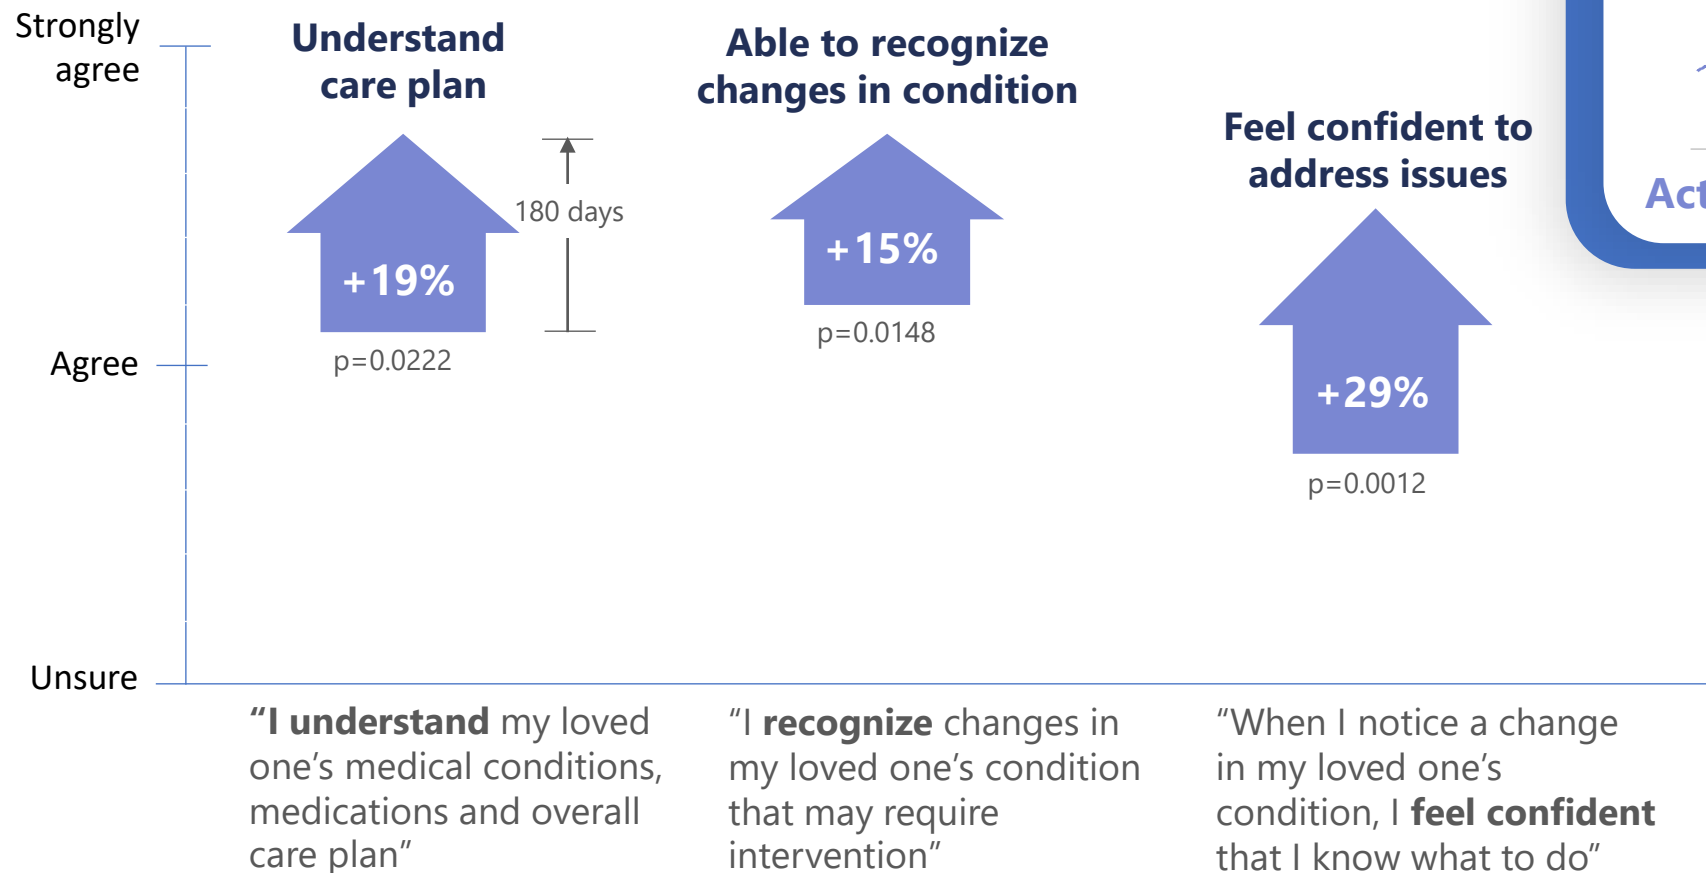 Strongly
agree
Understand
care plan
Able to recognize
changes in condition
Feel confident to
address issues
180 days
+19%
+15%
+29%
p=0.0222
p=0.0148
p=0.0012
Agree
Unsure
“I understand my loved
one’s medical conditions,
medications and overall
care plan”
“I recognize changes in
my loved one’s condition
that may require
intervention”
“When I notice a change
in my loved one’s
condition, I feel confident
that I know what to do”